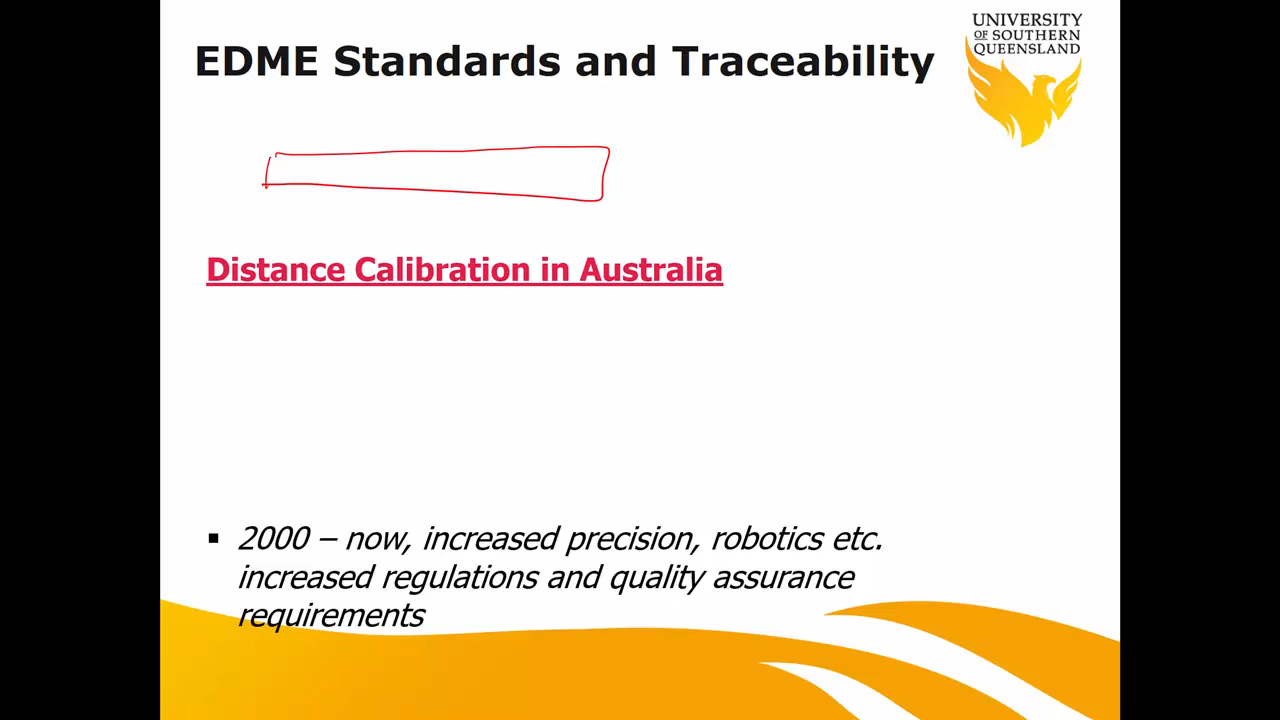 EDME Standards and Traceability
UNIVERSITY
OF SOUTHERN
QUEENSLAND
Distance Calibration in Australia
▪ 2000 – now, increased precision, robotics etc.
increased regulations and quality assurance
requirements